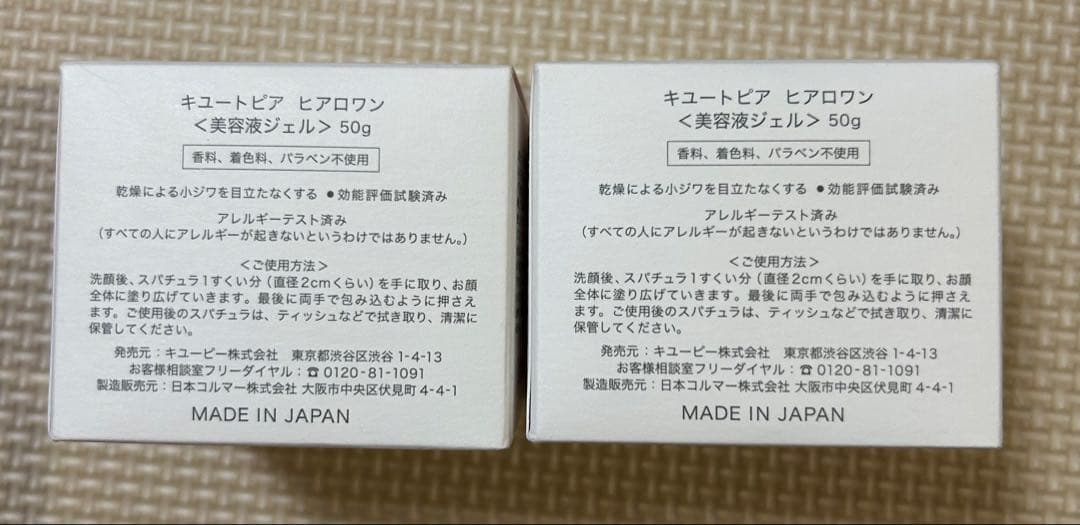 キユートピア ヒアロワン
＜美容液ジェル＞ 50g
香料、着色料、パラベン不使用
乾燥による小ジワを目立たなくする ●効能評価試験済み
アレルギーテスト済み
（すべての人にアレルギーが起きないというわけではありません。）
＜ご使用方法＞
洗顔後、スパチュラ1すくい分（直径2cmくらい）を手に取り、お顔
全体に塗り広げていきます。最後に両手で包み込むように押さえ
ます。ご使用後のスパチュラは、ティッシュなどで拭き取り、清潔に
保管してください。
発売元：キユーピー株式会社 東京都渋谷区渋谷 1-4-13
お客様相談室フリーダイヤル：☎ 0120-81-1091
製造販売元：日本コルマー株式会社 大阪市中央区伏見町 4-4-1
MADE IN JAPAN
キユートピア ヒアロワン
＜美容液ジェル＞ 50g
香料、着色料、パラベン不使用
乾燥による小ジワを目立たなくする ●効能評価試験済み
アレルギーテスト済み
（すべての人にアレルギーが起きないというわけではありません。）
＜ご使用方法＞
洗顔後、スパチュラ1すくい分（直径2cmくらい）を手に取り、お顔
全体に塗り広げていきます。最後に両手で包み込むように押さえ
ます。ご使用後のスパチュラは、ティッシュなどで拭き取り、清潔に
保管してください。
発売元：キユーピー株式会社 東京都渋谷区渋谷 1-4-13
お客様相談室フリーダイヤル：☎ 0120-81-1091
製造販売元：日本コルマー株式会社 大阪市中央区伏見町 4-4-1
MADE IN JAPAN